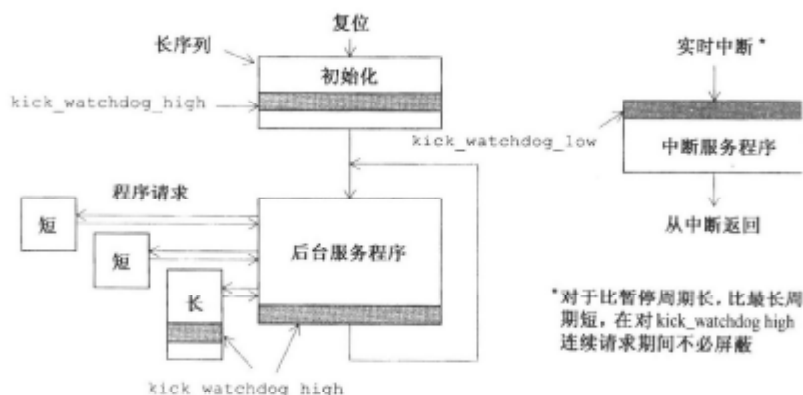 复位
长序列
初始化
kick_watchdog_high
程序请求
短
短
长
后台服务程序
kick_watchdog_high
实时中断*
kick_watchdog_low
中断服务程序
从中断返回
*对于比暂停周期长，比最长周
期短，在对kick_watchdog high
连续请求期间不必屏蔽